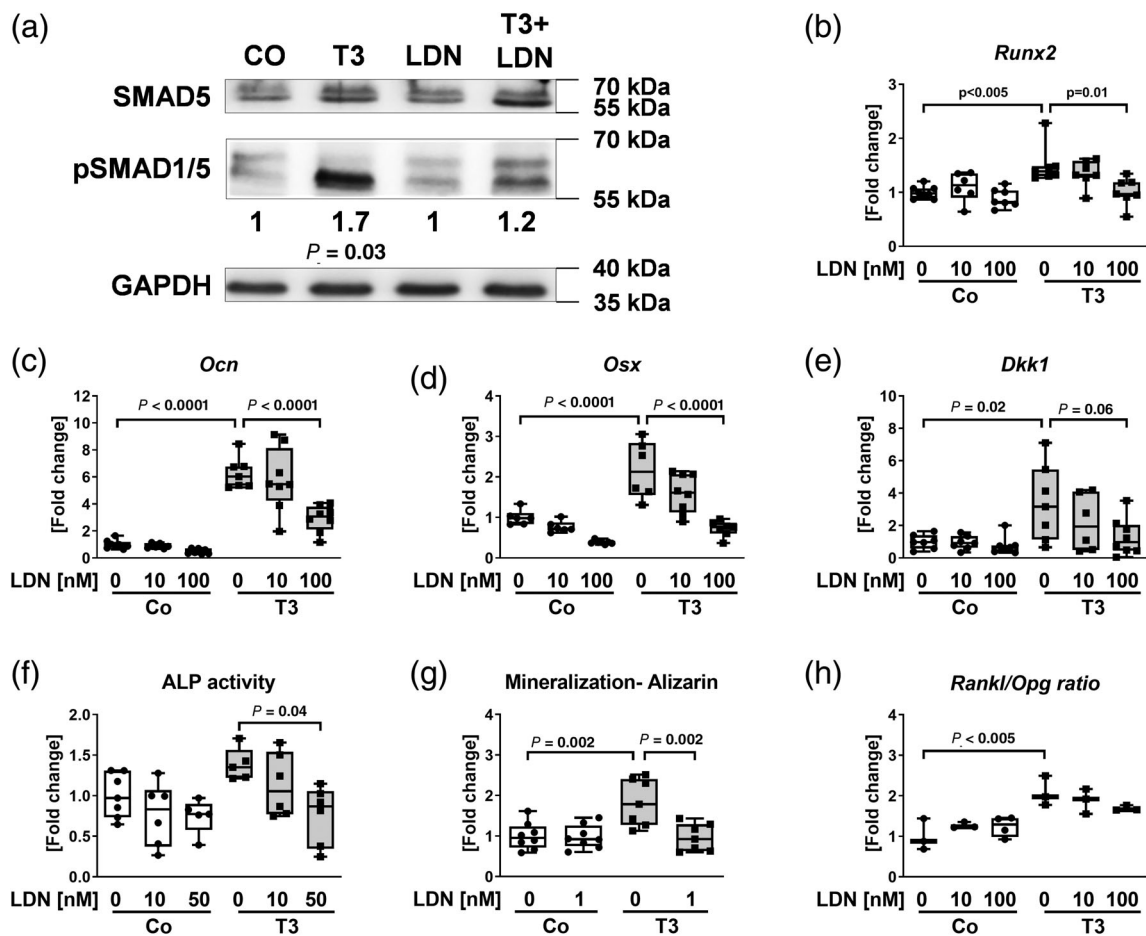 (a)
CO T3 LDN T3+ LDN
SMAD5
70 kDa
55 kDa
pSMAD1/5
70 kDa
55 kDa
1 1.7 1 1.2
P = 0.03
GAPDH
40 kDa
35 kDa
(b)
Runx2
p<0.005 p=0.01
[Fold change]
3
2
1
0
LDN [nM] 0 10 100 0 10 100
Co T3
(c)
Ocn
P < 0.0001 P < 0.0001
[Fold change]
12
10
8
6
4
2
0
LDN [nM] 0 10 100 0 10 100
Co T3
(d)
Osx
P < 0.0001 P < 0.0001
[Fold change]
4
3
2
1
0
LDN [nM] 0 10 100 0 10 100
Co T3
(e)
Dkk1
P = 0.02 P = 0.06
[Fold change]
10
8
6
4
2
0
LDN [nM] 0 10 100 0 10 100
Co T3
(f)
ALP activity
P = 0.04
[Fold change]
2.0
1.5
1.0
0.5
0.0
LDN [nM] 0 10 50 0 10 50
Co T3
(g)
Mineralization- Alizarin
P = 0.002 P = 0.002
[Fold change]
4
3
2
1
0
LDN [nM] 0 1 0 1
Co T3
(h)
Rankl/Opg ratio
P < 0.005
[Fold change]
4
3
2
1
0
LDN [nM] 0 10 100 0 10 100
Co T3